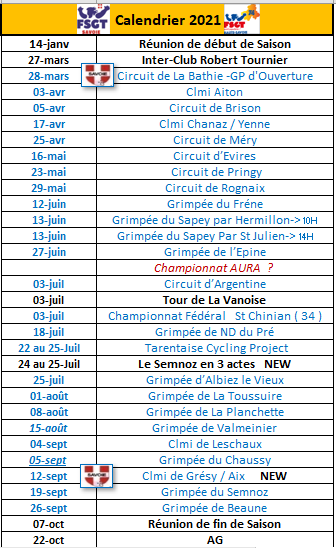 FSGT SAVOIE Calendrier 2021 FSGT
14-janv Réunion de début de Saison
27-mars Inter-Club Robert Tournier
28-mars SAVOIE Circuit de La Bathie -GP d'Ouverture
03-avr Clmi Aiton
05-avr Circuit de Brison
17-avr Clmi Chanaz / Yenne
25-avr Circuit de Méry
16-mai Circuit d'Evires
23-mai Circuit de Pringy
29-mai Circuit de Rognaix
12-juin Grimpée du Fréne
13-juin Grimpée du Sapey par Hermillon->10H
13-juin Grimpée du Sapey Par St Julien-> 14H
27-juin Grimpée de l'Epine
Championnat AURA ?
03-juil Circuit d'Argentine
03-juil Tour de La Vanoise
03-juil Championnat Fédéral St Chinian ( 34 )
18-juil Grimpée de ND du Pré
22 au 25-Juil Tarentaise Cycling Project
24 au 25-Juil Le Semnoz en 3 actes NEW
25-juil Grimpée d'Albiez le Vieux
01-août Grimpée de La Toussuire
08-août Grimpée de La Planchette
15-août Grimpée de Valmeinier
04-sept Clmi de Leschaux
05-sept Grimpée du Chaussy
12-sept SAVOIE Clmi de Grésy / Aix NEW
19-sept Grimpée du Semnoz
26-sept Grimpée de Beaune
07-oct Réunion de fin de Saison
22-oct AG